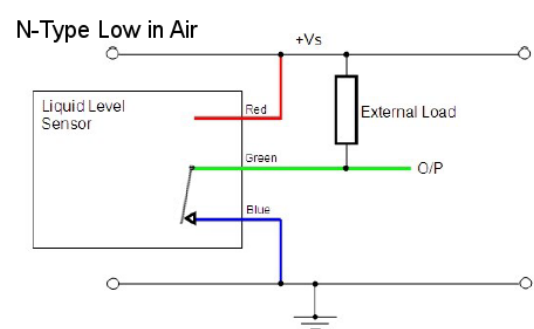 N-Type Low in Air
+Vs
Liquid Level
Sensor
Red
External Load
Green
O/P
Blue